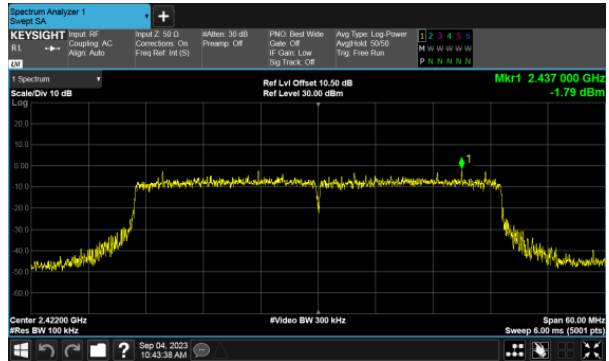 Spectrum Analyzer 1
Swept SA
+
KEYSIGHT Input: RF Input Z: 50 Ω #Atten: 30 dB PNO: Best Wide Avg Type: Log-Power 1 2 3 4 5 6
RL Coupling: AC Corrections: On Preamp: Off Gate: Off Avg|Hold: 50/50 M W W W W W
Align: Auto Freq Ref: Int (S) IF Gain: Low Trig: Free Run
LXI Sig Track: Off P N N N N N
1 Spectrum Ref Lvl Offset 10.50 dB Mkr1 2.437 000 GHz
Scale/Div 10 dB Ref Level 30.00 dBm -1.79 dBm
Log
20.0
10.0
0.00
1
-10.0
-20.0
-30.0
-40.0
-50.0
-60.0
Center 2.42200 GHz #Video BW 300 kHz Span 60.00 MHz
#Res BW 100 kHz Sweep 6.00 ms (5001 pts)
? Sep 04, 2023
10:43:38 AM